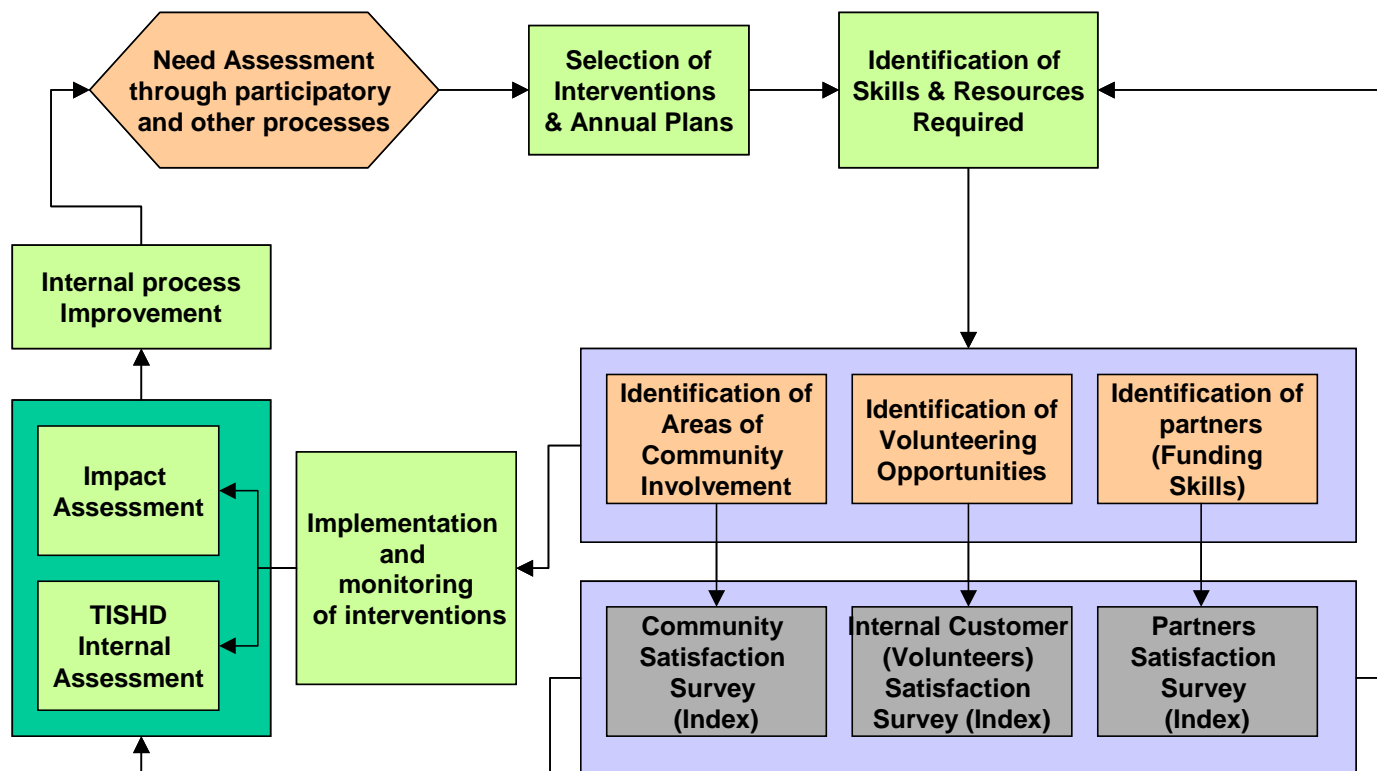 Need Assessment
through participatory
and other processes
Selection of
Interventions
& Annual Plans
Identification of
Skills & Resources
Required
Internal process
Improvement
Identification of
Areas of
Community
Involvement
Identification of
Volunteering
Opportunities
Identification of
partners
(Funding
Skills)
Impact
Assessment
Implementation
and
monitoring
of interventions
TISHD
Internal
Assessment
Community
Satisfaction
Survey
(Index)
Internal Customer
(Volunteers)
Satisfaction
Survey (Index)
Partners
Satisfaction
Survey
(Index)